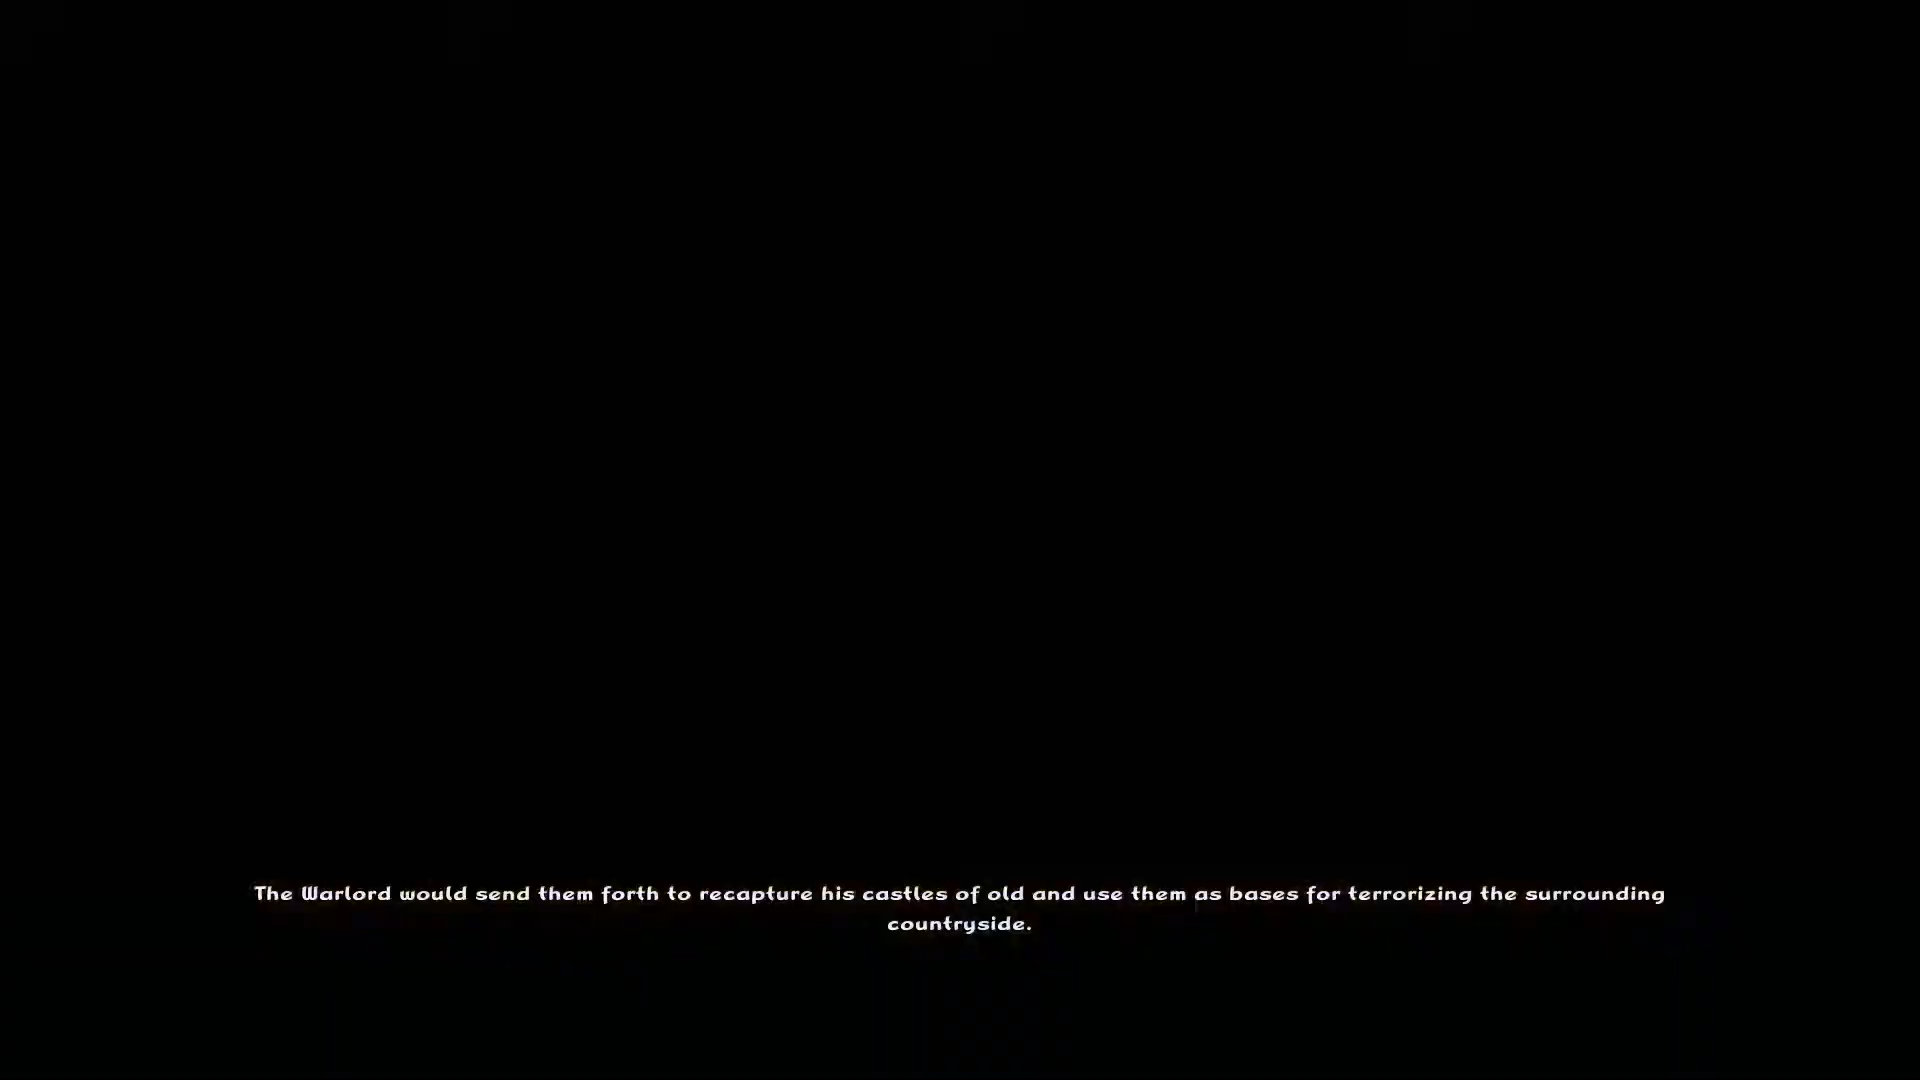 The Warlord would send them forth to recapture his castles of old and use them as bases for terrorizing the surrounding
countryside.